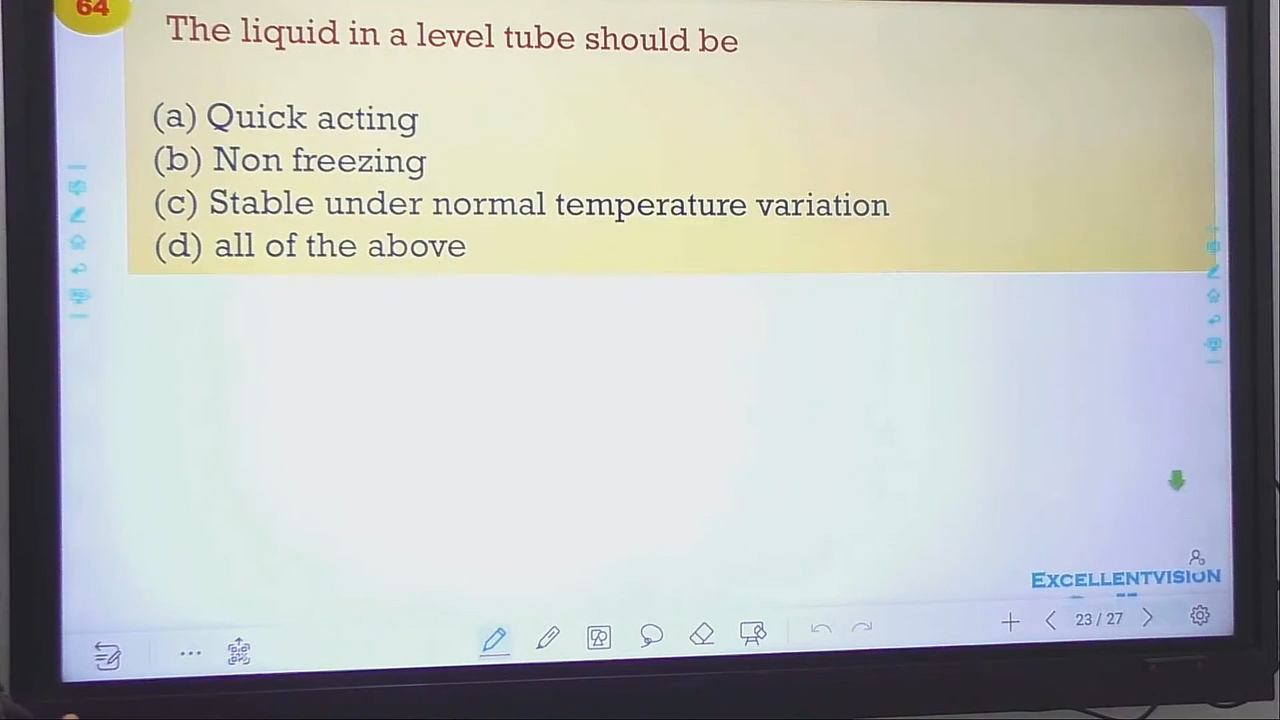 64
The liquid in a level tube should be
(a) Quick acting
(b) Non freezing
(c) Stable under normal temperature variation
(d) all of the above
EXCELLENTVISION
23/27